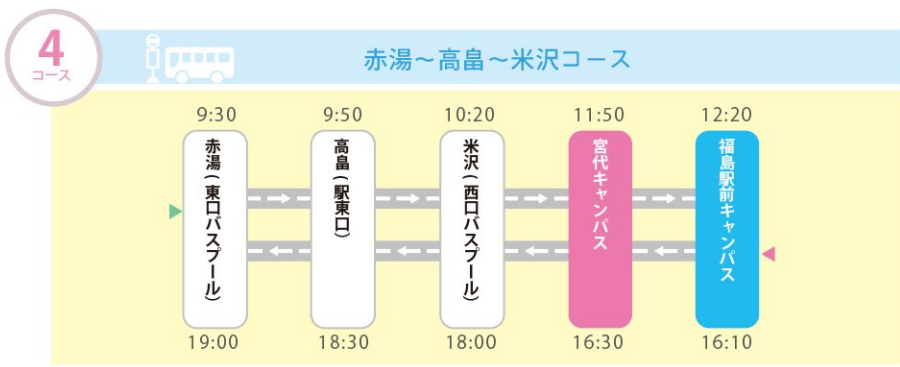 4
コース
赤湯～高畠～米沢コース
9:30
9:50
10:20
11:50
12:20
赤湯(東口バスプール)
高畠(駅東口)
米沢(西口バスプール)
宮代キャンパス
福島駅前キャンパス
19:00
18:30
18:00
16:30
16:10